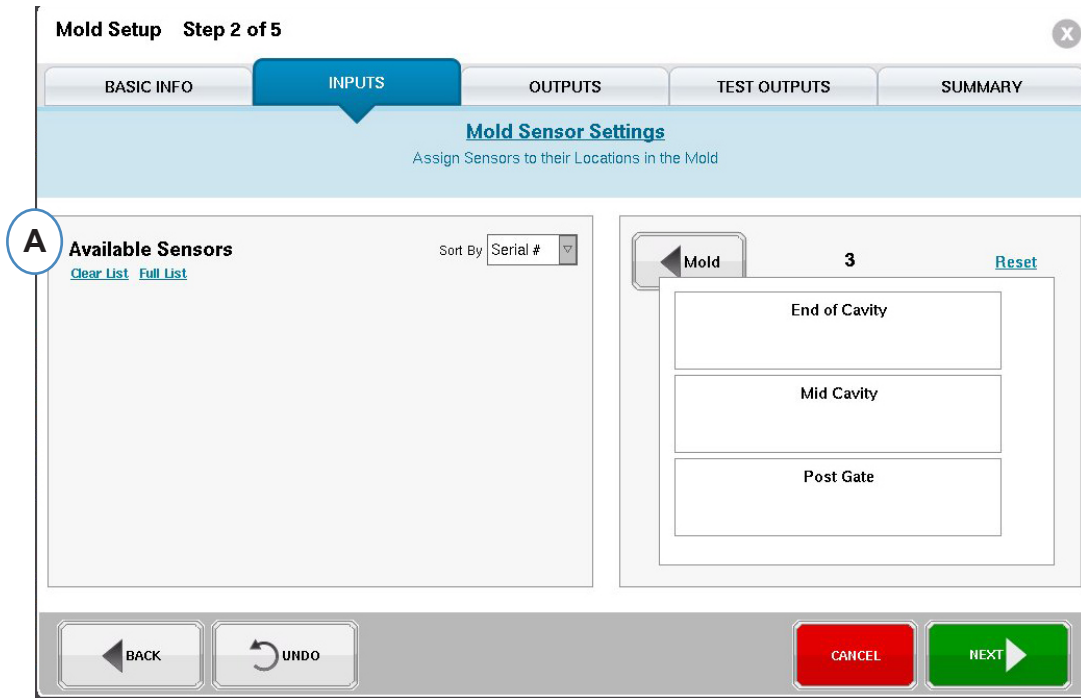 Mold Setup Step 2 of 5
X
BASIC INFO
INPUTS
OUTPUTS
TEST OUTPUTS
SUMMARY
Mold Sensor Settings
Assign Sensors to their Locations in the Mold
A
Available Sensors
Sort By Serial #
Clear List Full List
Mold
3
Reset
End of Cavity
Mid Cavity
Post Gate
BACK
UNDO
CANCEL
NEXT